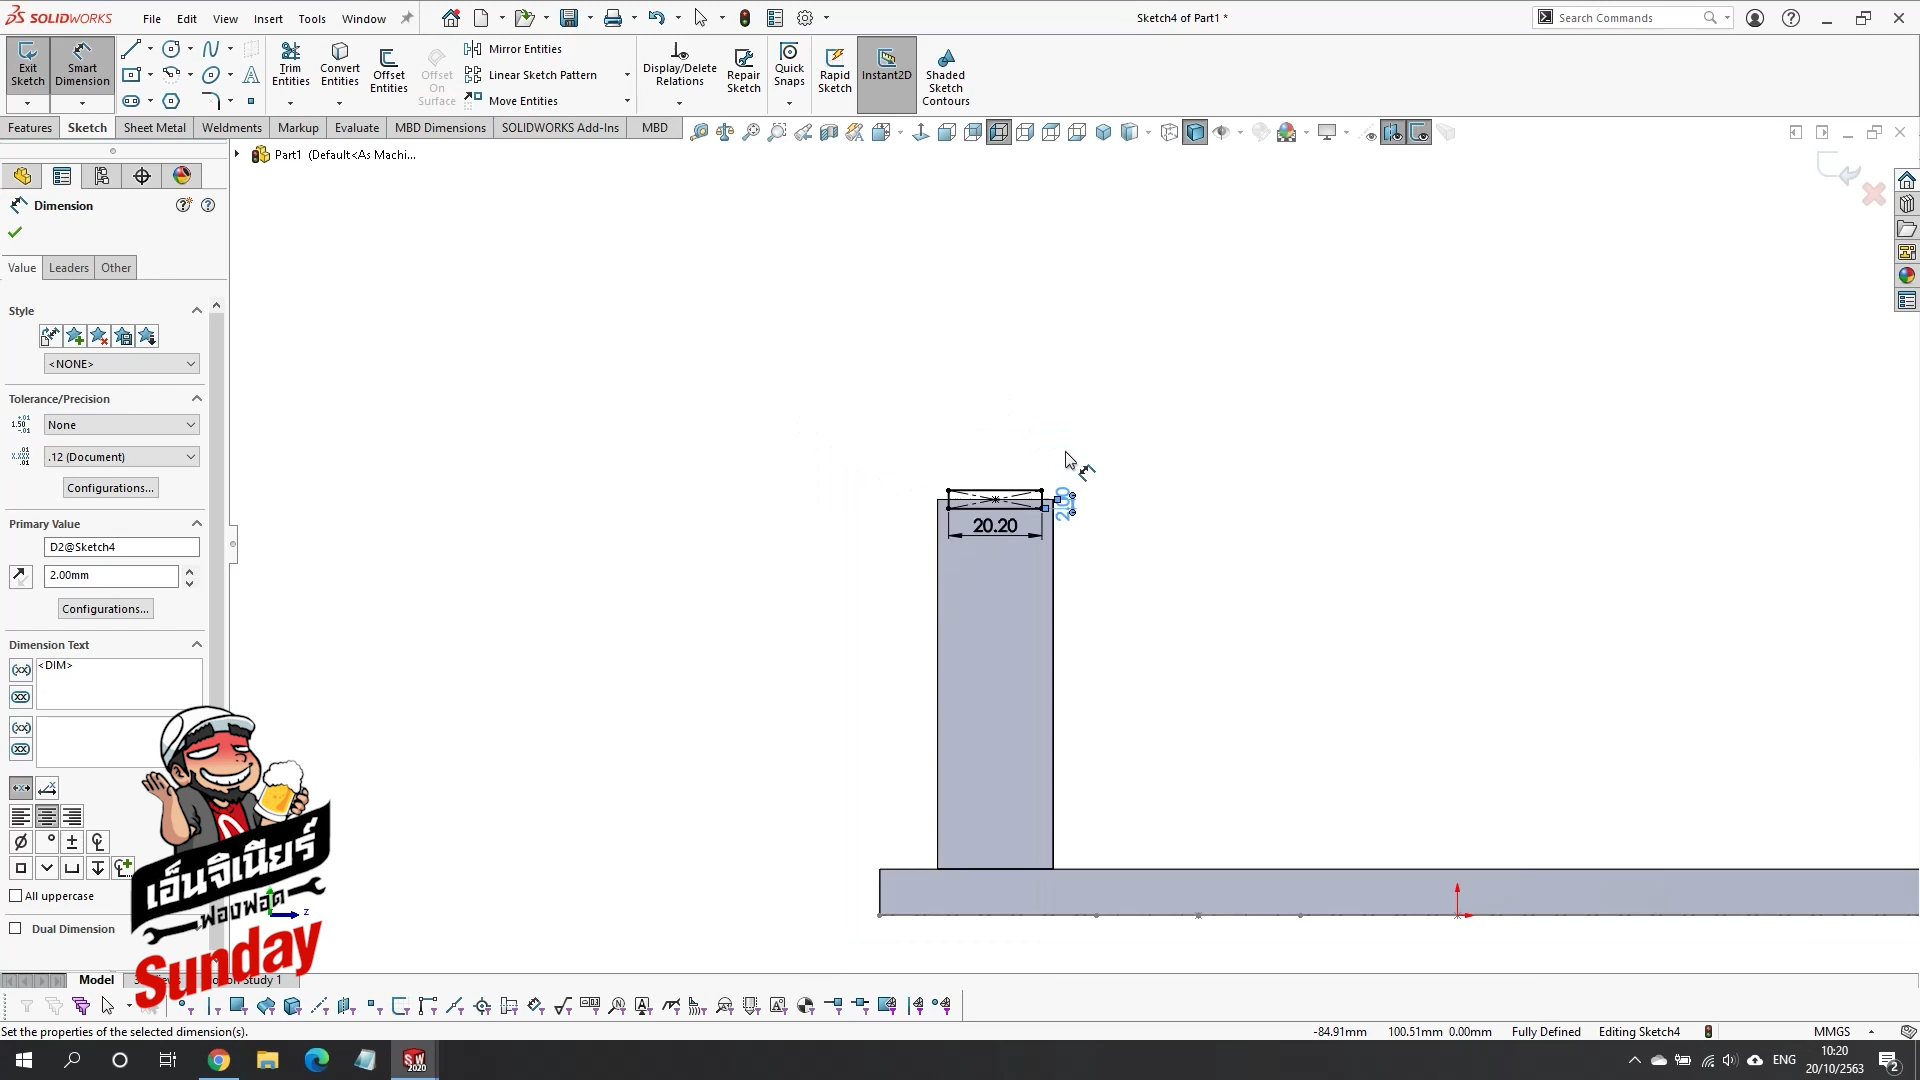 SOLIDWORKS
File Edit View Insert Tools Window
Sketch4 of Part1 *
Search Commands
Exit Sketch
Smart Dimension
Trim Entities
Convert Entities
Offset Entities
Offset On Surface
Mirror Entities
Linear Sketch Pattern
Move Entities
Display/Delete Relations
Repair Sketch
Quick Snaps
Rapid Sketch
Instant2D
Shaded Sketch Contours
Features Sketch Sheet Metal Weldments Markup Evaluate MBD Dimensions SOLIDWORKS Add-Ins MBD
Part1 (Default<As Machi...
Dimension
Value Leaders Other
Style
<NONE>
Tolerance/Precision
None
.12 (Document)
Configurations...
Primary Value
D2@Sketch4
2.00mm
Configurations...
Dimension Text
<DIM>
All uppercase
Dual Dimension
20.20
2.00
z
เอ็นจิเนียร์
ฟองฟอด
Sunday
Model
Study 1
Set the properties of the selected dimension(s).
-84.91mm 100.51mm 0.00mm Fully Defined Editing Sketch4 MMGS
SW 2020
ENG
10:20
20/10/2563
2